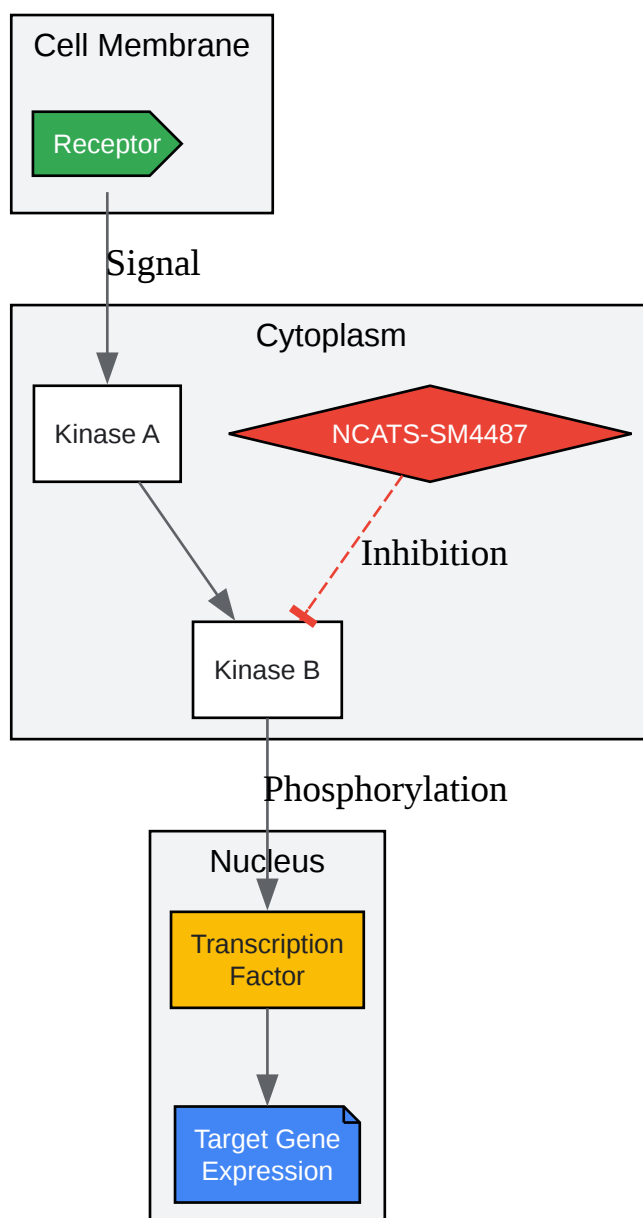 Cell Membrane
Receptor
Signal
Cytoplasm
Kinase A
NCATS-SM4487
Inhibition
Kinase B
Phosphorylation
Nucleus
Transcription
Factor
Target Gene
Expression